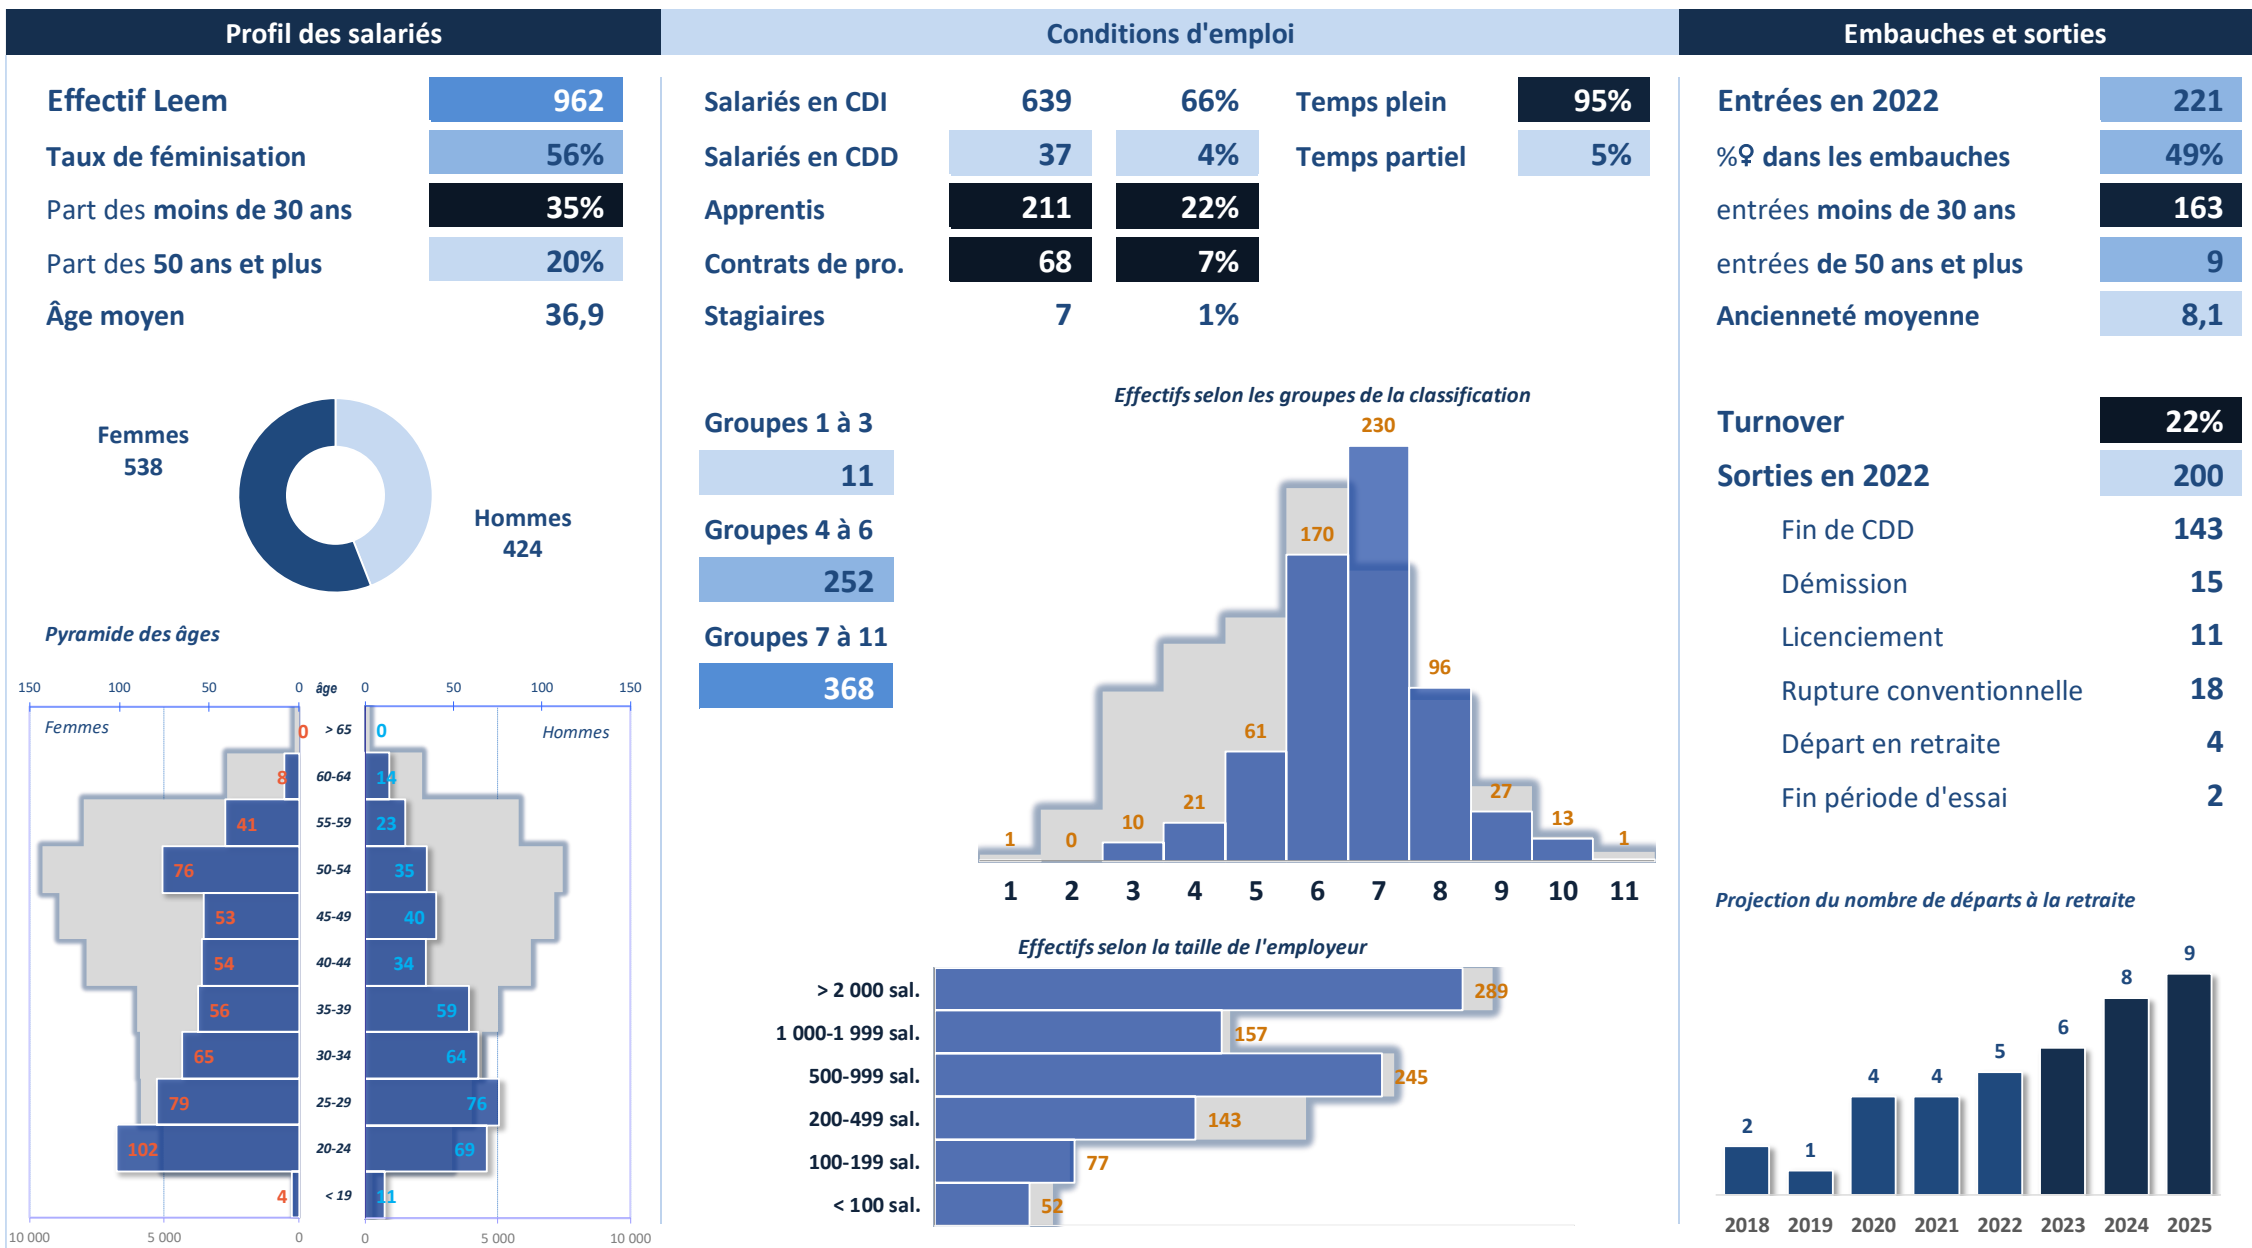 Profil des salariés
Effectif Leem 962
Taux de féminisation 56%
Part des moins de 30 ans 35%
Part des 50 ans et plus 20%
Âge moyen 36,9
Femmes
538
Hommes
424
Pyramide des âges
150 100 50 0 âge 0 50 100 150
Femmes Hommes
0 > 65 0
8 60-64 14
41 55-59 23
76 50-54 35
53 45-49 40
54 40-44 34
56 35-39 59
65 30-34 64
79 25-29 76
102 20-24 69
4 < 19 11
10 000 5 000 0 0 5 000 10 000
Conditions d'emploi
Salariés en CDI 639 66% Temps plein 95%
Salariés en CDD 37 4% Temps partiel 5%
Apprentis 211 22%
Contrats de pro. 68 7%
Stagiaires 7 1%
Groupes 1 à 3
11
Groupes 4 à 6
252
Groupes 7 à 11
368
Effectifs selon les groupes de la classification
1 0 10 21 61 170 230 96 27 13 1
1 2 3 4 5 6 7 8 9 10 11
Effectifs selon la taille de l'employeur
> 2 000 sal. 289
1 000-1 999 sal. 157
500-999 sal. 245
200-499 sal. 143
100-199 sal. 77
< 100 sal. 52
Embauches et sorties
Entrées en 2022 221
%♀ dans les embauches 49%
entrées moins de 30 ans 163
entrées de 50 ans et plus 9
Ancienneté moyenne 8,1
Turnover 22%
Sorties en 2022 200
Fin de CDD 143
Démission 15
Licenciement 11
Rupture conventionnelle 18
Départ en retraite 4
Fin période d'essai 2
Projection du nombre de départs à la retraite
2 1 4 4 5 6 8 9
2018 2019 2020 2021 2022 2023 2024 2025